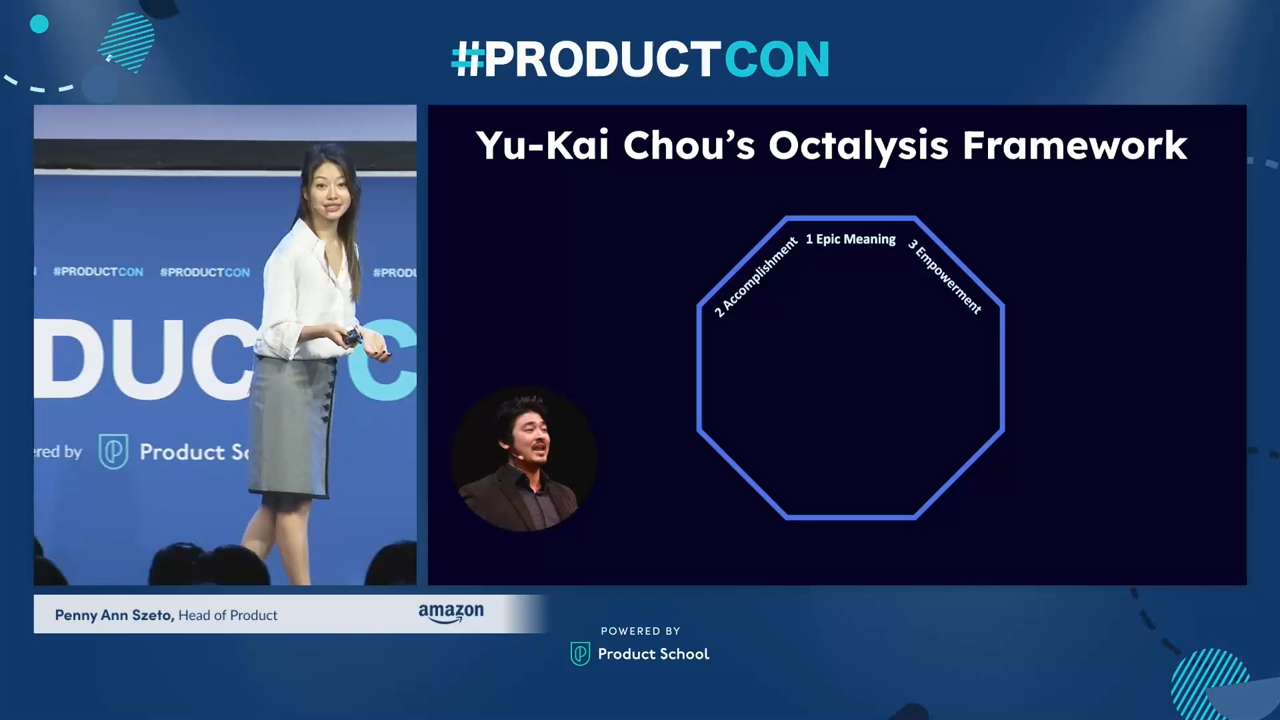 #PRODUCTCON
Yu-Kai Chou's Octalysis Framework
1 Epic Meaning
2 Accomplishment
3 Empowerment
#PRODUCTCON
#PRODUCTCON
#PRODU
DUC C
ered by
Product Sc
Penny Ann Szeto, Head of Product
amazon
POWERED BY
Product School